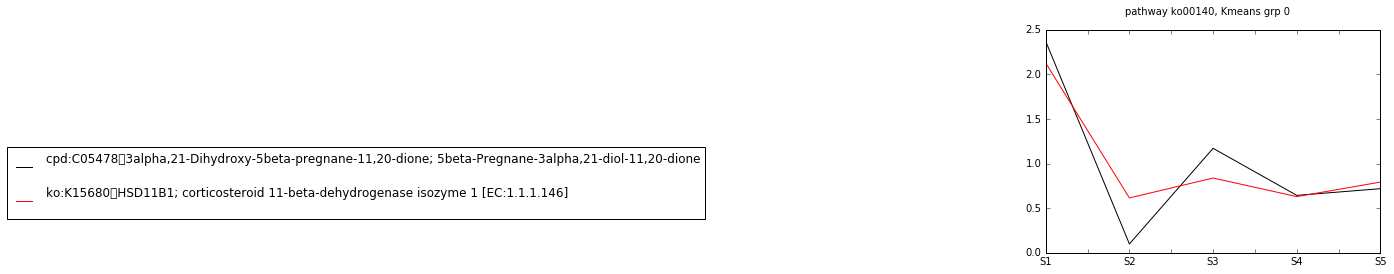 pathway ko00140, Kmeans grp 0
2.5
2.0
1.5
1.0
0.5
0.0
S1 S2 S3 S4 S5
cpd:C05478▯3alpha,21-Dihydroxy-5beta-pregnane-11,20-dione; 5beta-Pregnane-3alpha,21-diol-11,20-dione
ko:K15680▯HSD11B1; corticosteroid 11-beta-dehydrogenase isozyme 1 [EC:1.1.1.146]